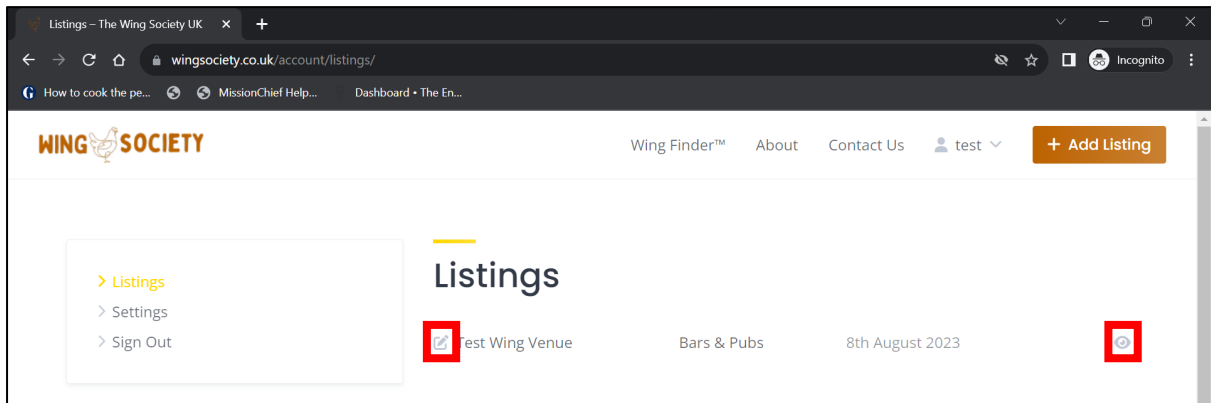 Listings – The Wing Society UK
wingsociety.co.uk/account/listings/
Incognito
How to cook the pe...
MissionChief Help...
Dashboard • The En...
WING SOCIETY
Wing Finder™
About
Contact Us
test
+ Add Listing
Listings
Settings
Sign Out
Listings
Test Wing Venue
Bars & Pubs
8th August 2023